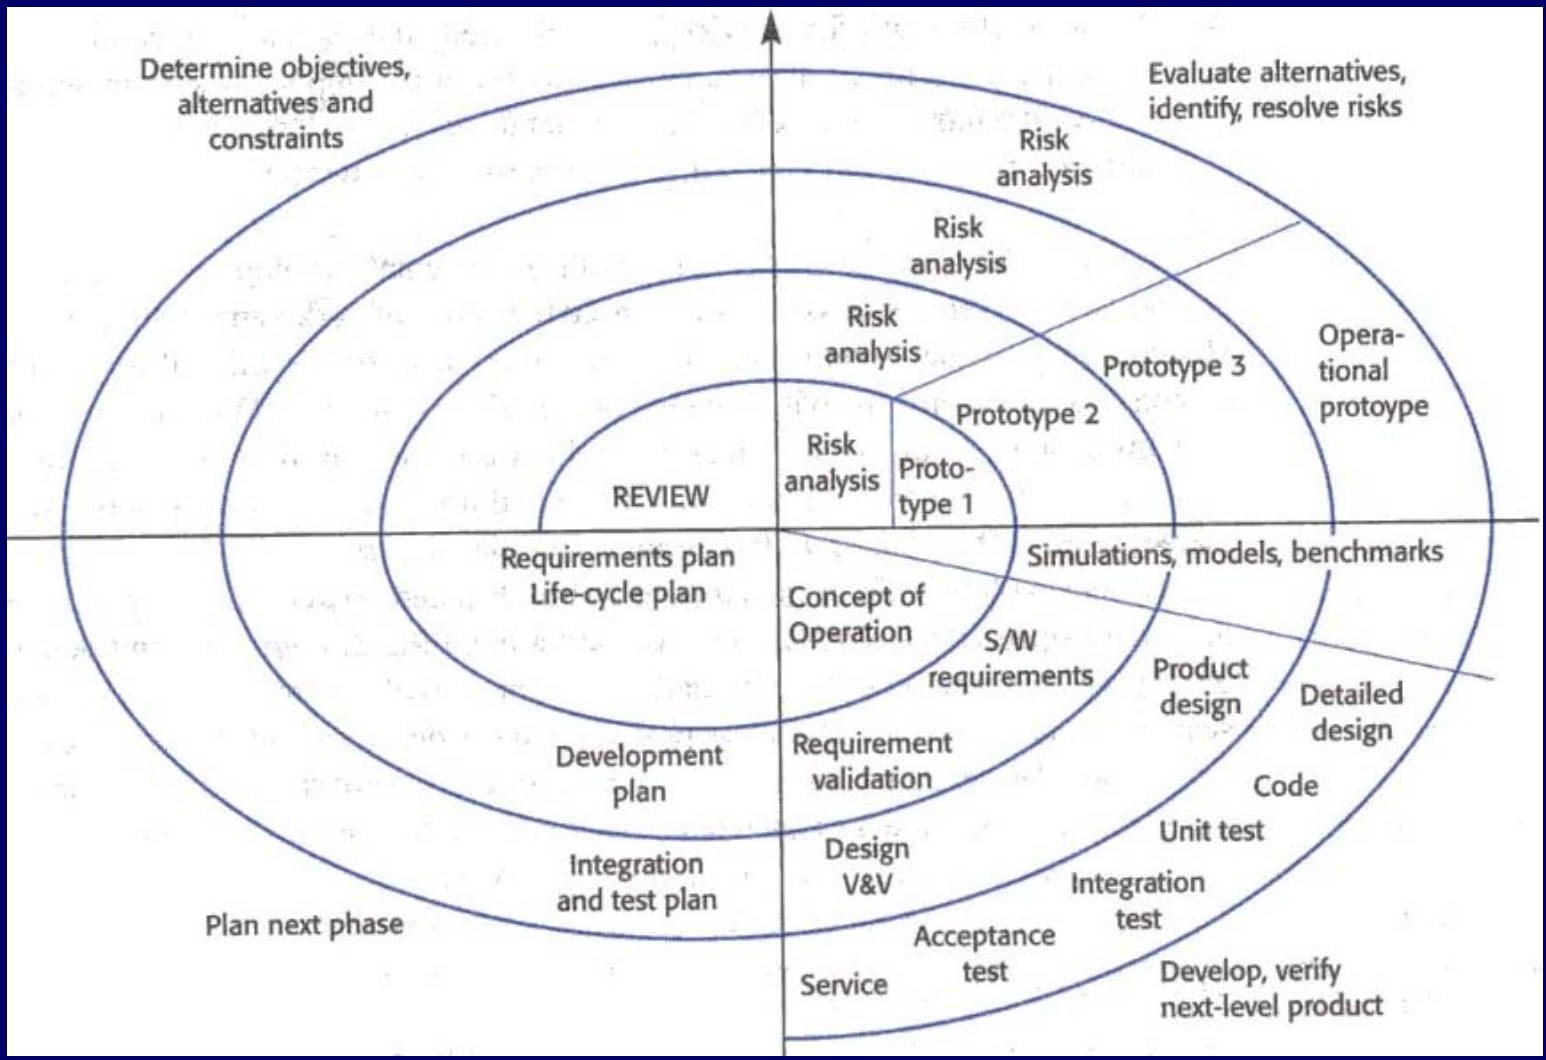 Determine objectives,
alternatives and
constraints
Evaluate alternatives,
identify, resolve risks
Risk
analysis
Risk
analysis
Risk
analysis
Risk
analysis
Proto-
type 1
Prototype 2
Prototype 3
Opera-
tional
protoype
REVIEW
Requirements plan
Life-cycle plan
Simulations, models, benchmarks
Concept of
Operation
S/W
requirements
Product
design
Detailed
design
Development
plan
Requirement
validation
Code
Unit test
Integration
and test plan
Design
V&V
Integration
test
Plan next phase
Acceptance
test
Service
Develop, verify
next-level product